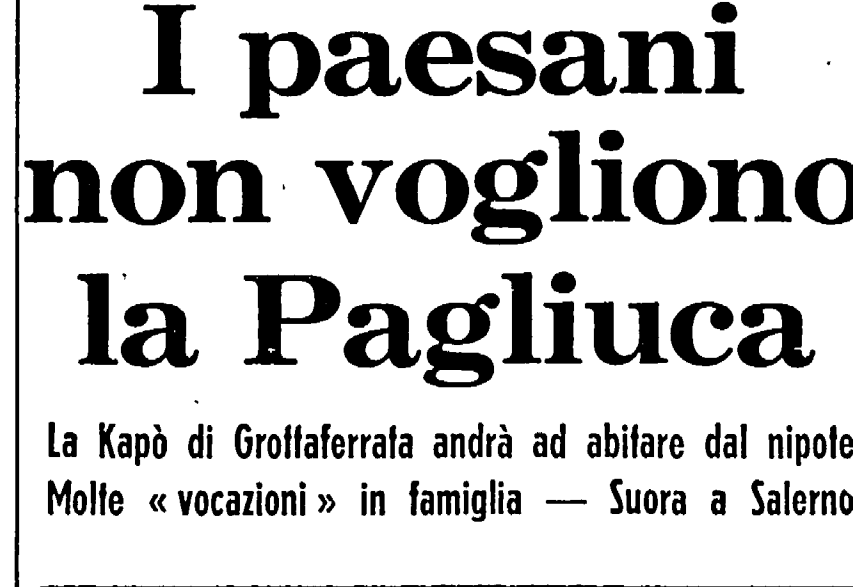 I paesani
non vogliono
la Pagliuca
La Kapò di Grottaferrata andrà ad abitare dal nipote
Molte « vocazioni » in famiglia — Suora a Salerno